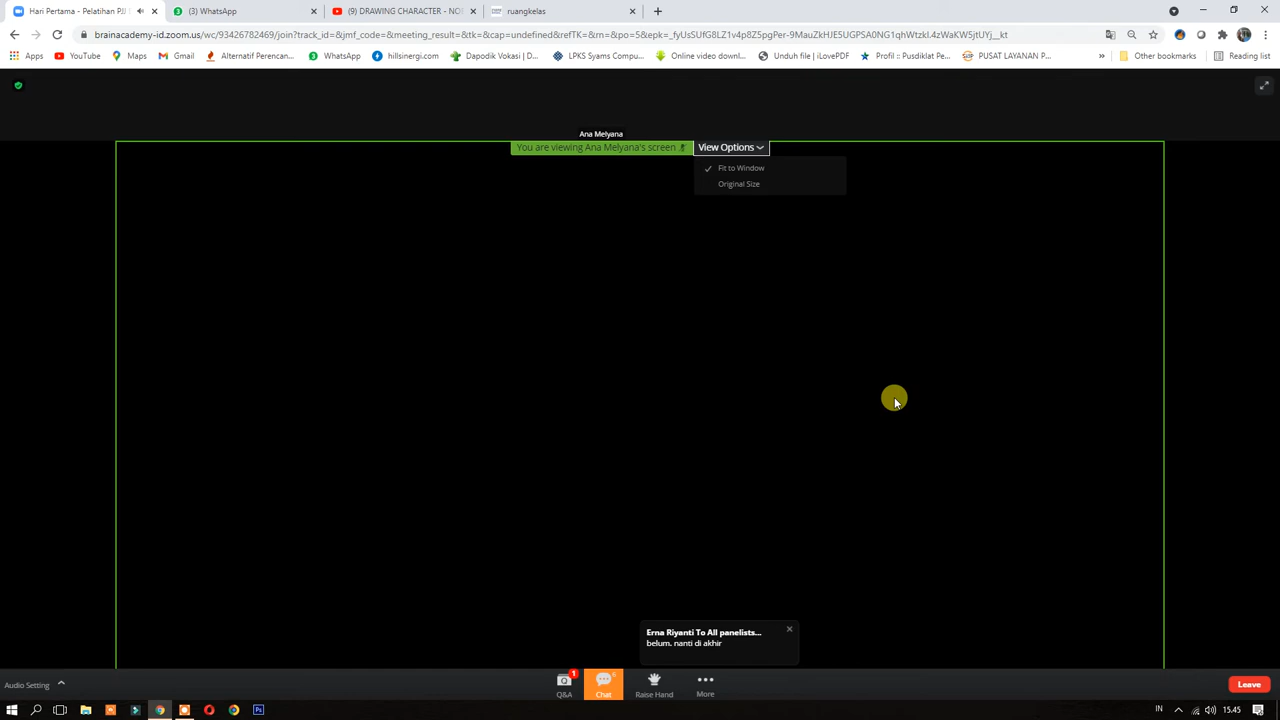 Hari Pertama - Pelatihan PJJ
(3) WhatsApp
(9) DRAWING CHARACTER - NO
ruangkelas
brainacademy-id.zoom.us/wc/93426782469/join?track_id=&jmf_code=&meeting_result=&tk=&cap=undefined&refTK=&rn=&po=5&epk=_fyUsSUfG8LZ1v4p8Z5pgPer-9MauZkHJE5UGPSA0NG1qhWtzkI.4zWaKW5jtUYj__kt
Apps
YouTube
Maps
Gmail
Alternatif Perencan...
WhatsApp
hillsinergi.com
Dapodik Vokasi | D...
LPKS Syams Compu...
Online video downl...
Unduh file | iLovePDF
Profil :: Pusdiklat Pe...
PUSAT LAYANAN P...
Other bookmarks
Reading list
Ana Melyana
You are viewing Ana Melyana's screen
View Options
Fit to Window
Original Size
Erna Riyanti To All panelists...
belum. nanti di akhir
Audio Setting
1
Q&A
Chat
Raise Hand
More
Leave
IN
15.45